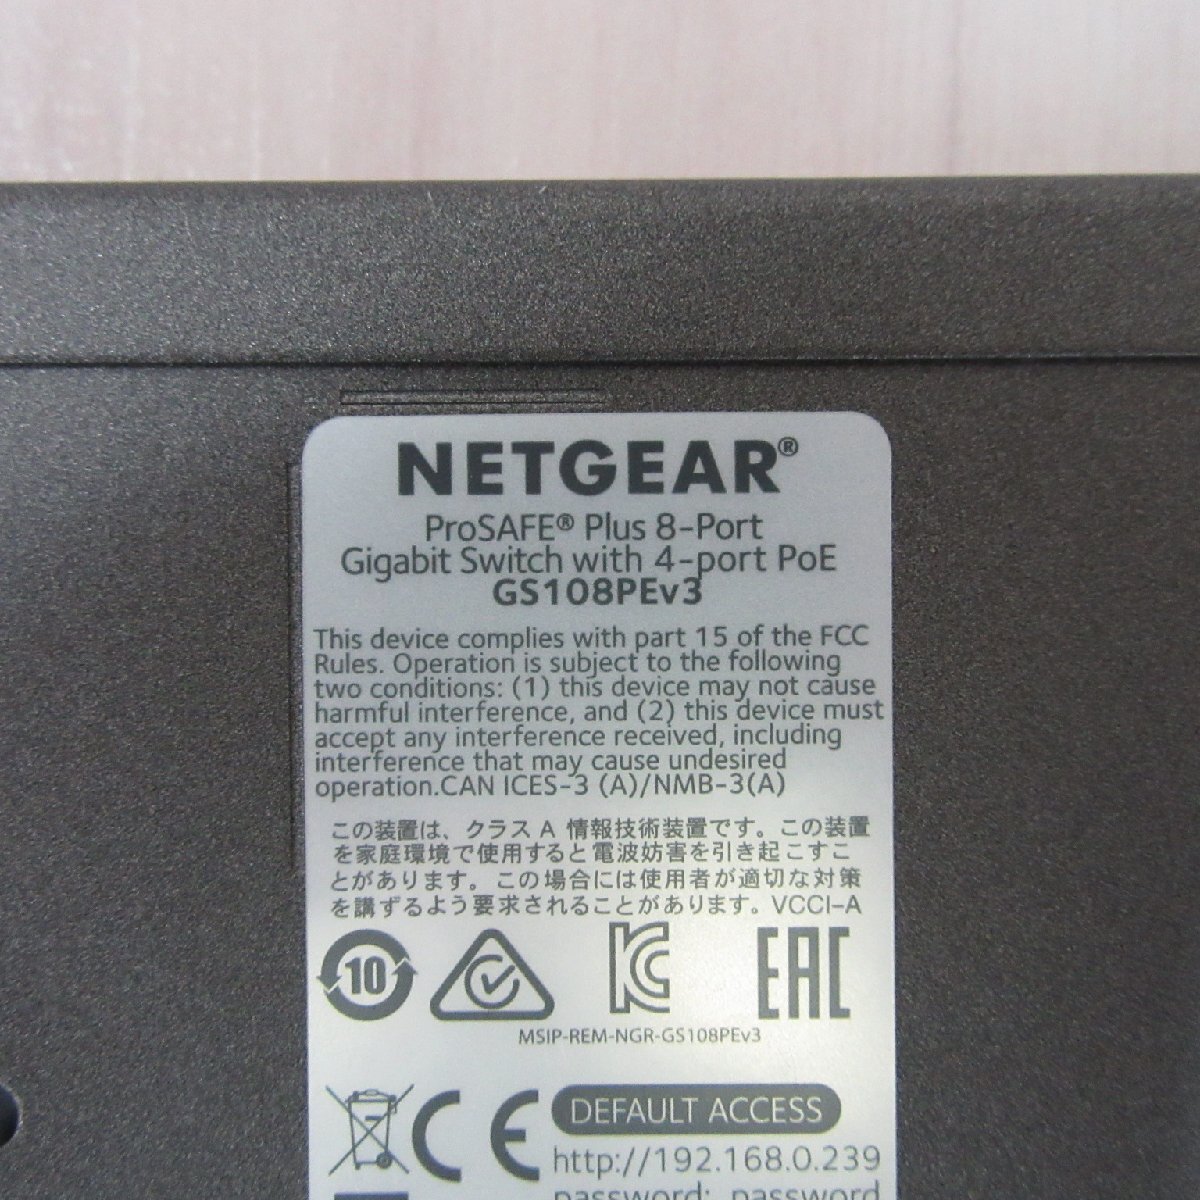 NETGEAR®
ProSAFE® Plus 8-Port
Gigabit Switch with 4-port PoE
GS108PEv3
This device complies with part 15 of the FCC
Rules. Operation is subject to the following
two conditions: (1) this device may not cause
harmful interference, and (2) this device must
accept any interference received, including
interference that may cause undesired
operation.CAN ICES-3 (A)/NMB-3(A)
この装置は、クラス A 情報技術装置です。この装置
を家庭環境で使用すると電波妨害を引き起こすこ
とがあります。この場合には使用者が適切な対策
を講ずるよう要求されることがあります。VCCI-A
10
KC
EAC
MSIP-REM-NGR-GS108PEv3
CE
DEFAULT ACCESS
http://192.168.0.239
password: password